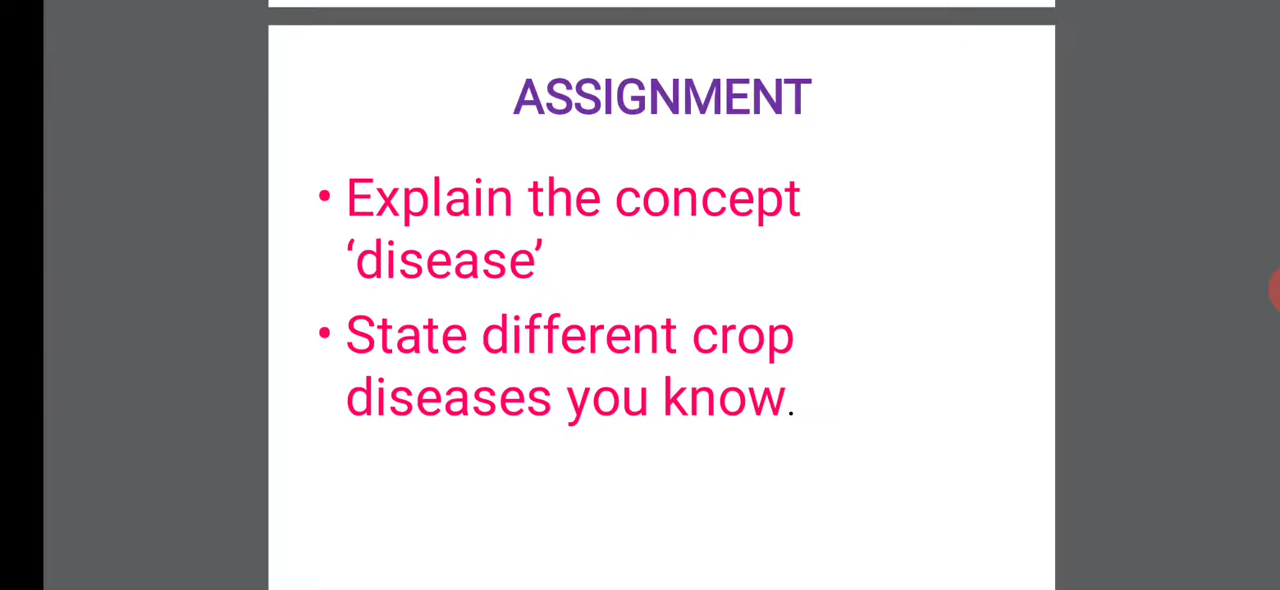 ASSIGNMENT
• Explain the concept
‘disease’
• State different crop
diseases you know.